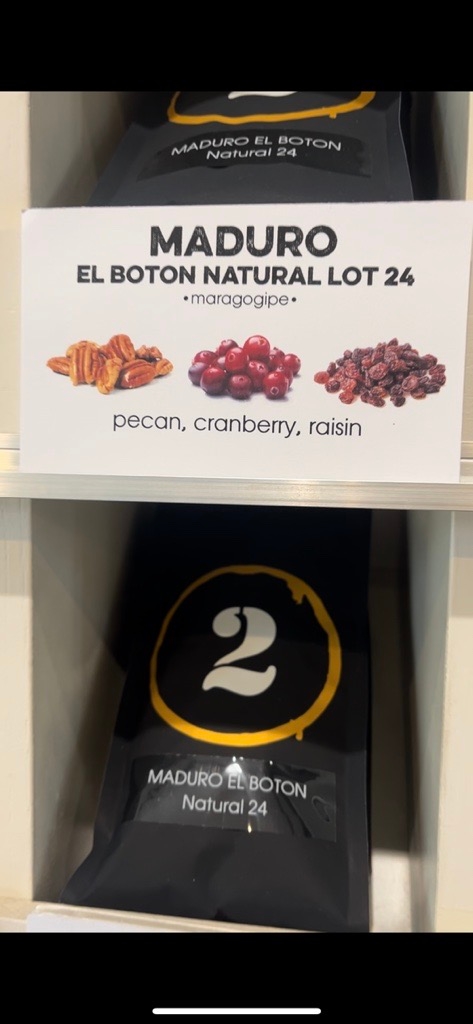 MADURO EL BOTON
Natural 24
MADURO
EL BOTON NATURAL LOT 24
•maragogipe•
pecan, cranberry, raisin
2
MADURO EL BOTON
Natural 24